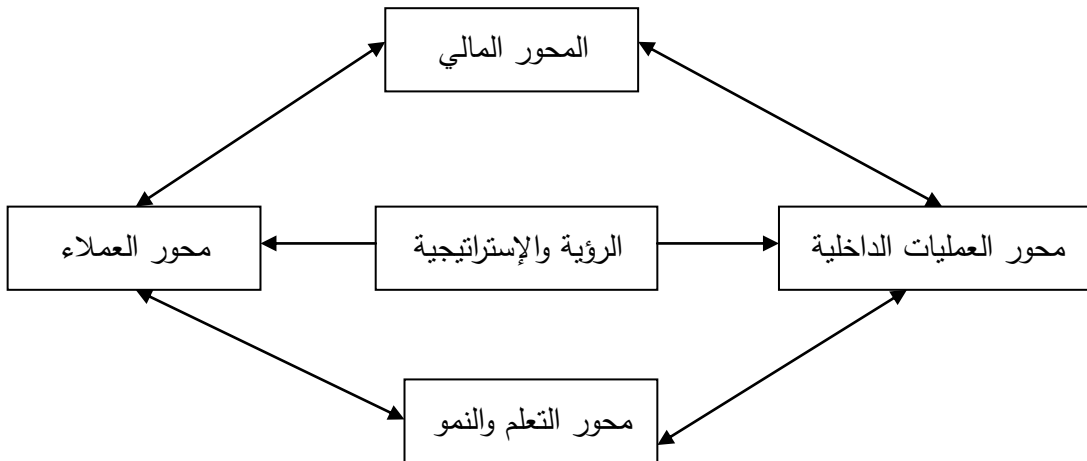 المحور المالي
محور العمليات الداخلية
الرؤية والإستراتيجية
محور العملاء
محور التعلم والنمو